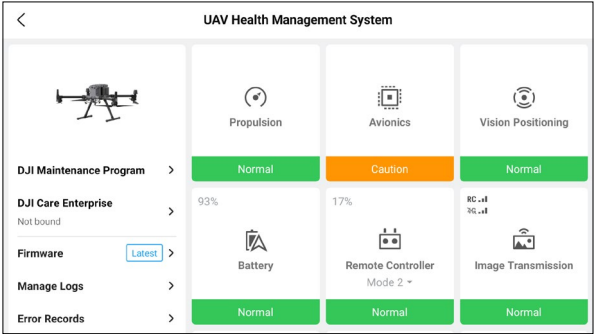 UAV Health Management System
DJI Maintenance Program
DJI Care Enterprise
Not bound
Firmware Latest
Manage Logs
Error Records
Propulsion
Normal
Avionics
Caution
Vision Positioning
Normal
93%
Battery
Normal
17%
Remote Controller
Mode 2
Normal
RC
Image Transmission
Normal